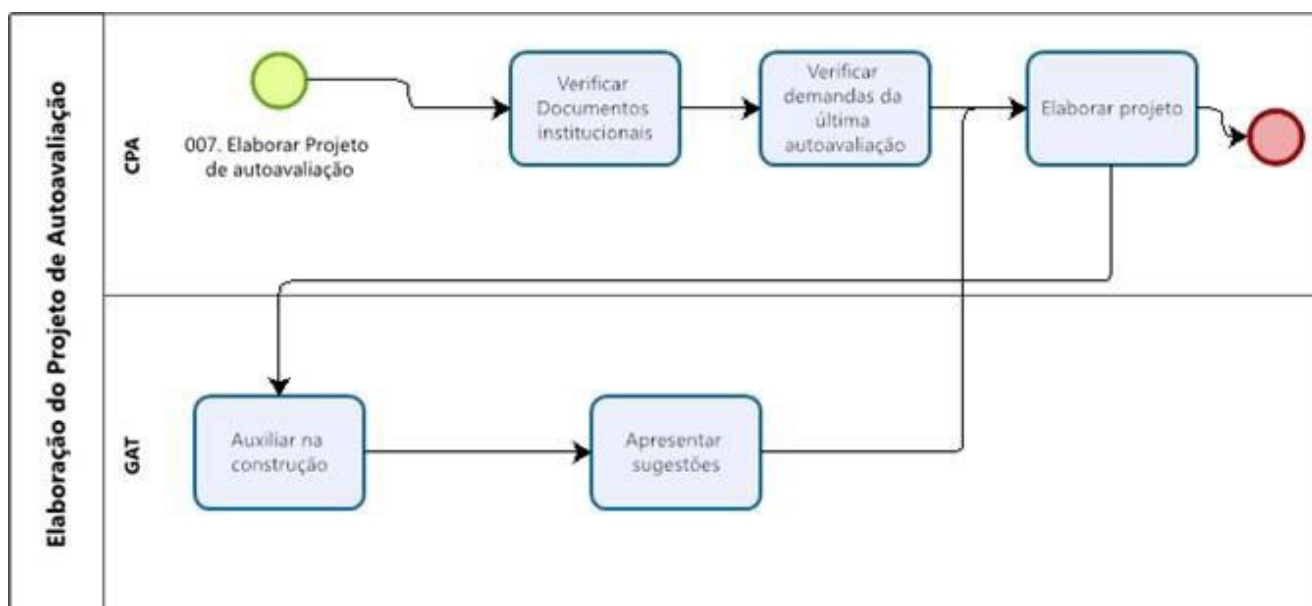 Elaboração do Projeto de Autoavaliação
CPA
007. Elaborar Projeto
de autoavaliação
Verificar
Documentos
institucionais
Verificar
demandas da
última
autoavaliação
Elaborar projeto
GAT
Auxiliar na
construção
Apresentar
sugestões